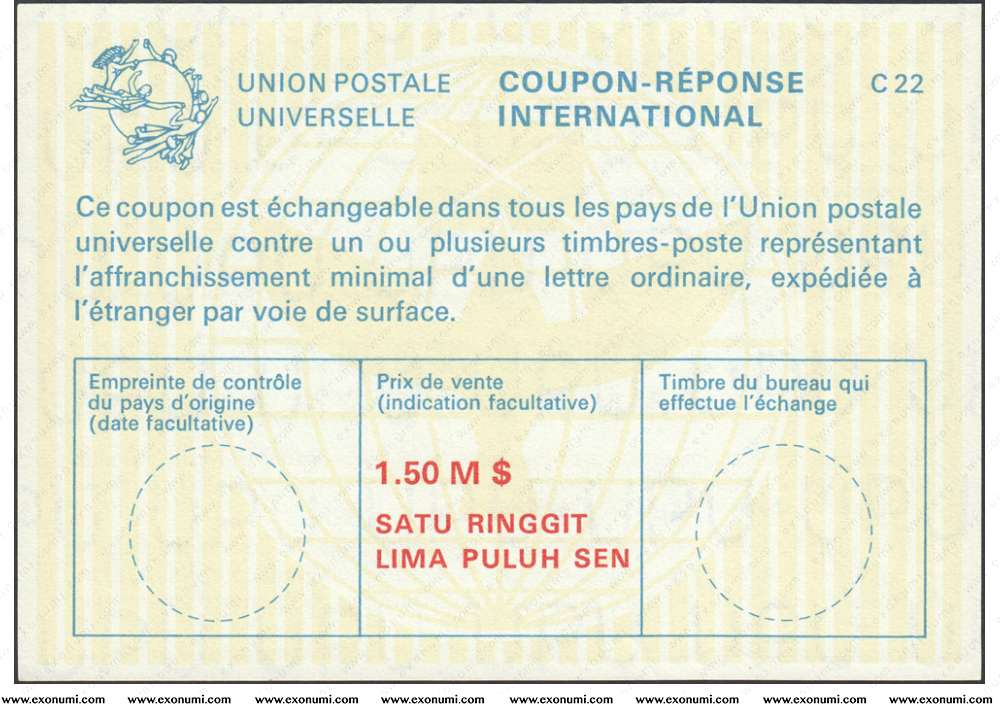 UNION POSTALE
UNIVERSELLE
COUPON-RÉPONSE
INTERNATIONAL
C 22
Ce coupon est échangeable dans tous les pays de l'Union postale
universelle contre un ou plusieurs timbres-poste représentant
l'affranchissement minimal d'une lettre ordinaire, expédiée à
l'étranger par voie de surface.
Empreinte de contrôle
du pays d'origine
(date facultative)
Prix de vente
(indication facultative)
1.50 M $
SATU RINGGIT
LIMA PULUH SEN
Timbre du bureau qui
effectue l'échange
www.exonumi.com www.exonumi.com www.exonumi.com www.exonumi.com www.exonumi.com www.exonumi.com www.exonumi.com www.exonumi.com